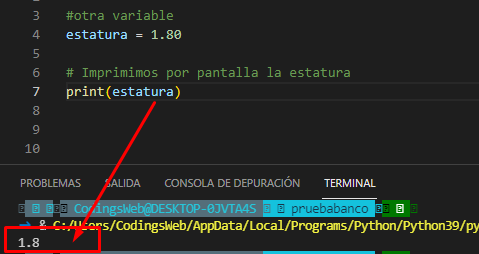 3 #otra variable
4 estatura = 1.80
5
6 # Imprimimos por pantalla la estatura
7 print(estatura)
8
9
10
PROBLEMAS SALIDA CONSOLA DE DEPURACIÓN TERMINAL
CodingsWeb@DESKTOP-0JVTA4S pruebabanco
& C:/Users/CodingsWeb/AppData/Local/Programs/Python/Python39/py
1.8